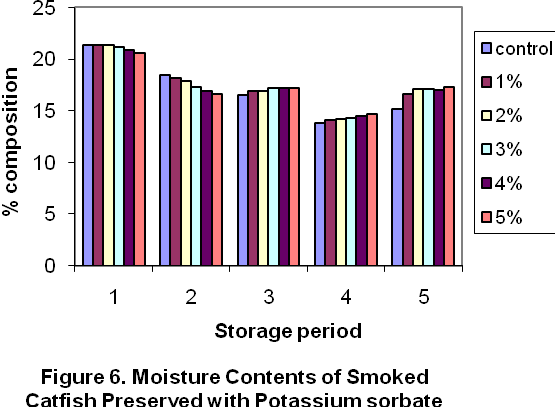 % composition
25
20
15
10
5
0
1 2 3 4 5
Storage period
control
1%
2%
3%
4%
5%
Figure 6. Moisture Contents of Smoked
Catfish Preserved with Potassium sorbate